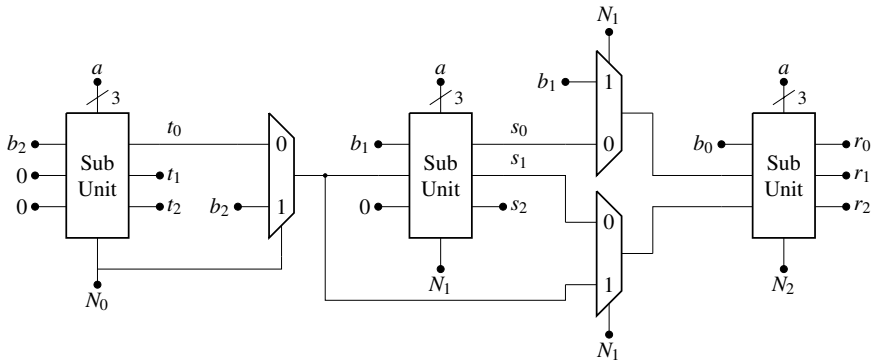 N₁
a
a
a
3
3
3
b₁
1
b₂
t₀
0
b₁
s₀
0
b₀
r₀
0
Sub
Unit
t₁
Sub
Unit
s₁
Sub
Unit
r₁
0
t₂
b₂
1
0
s₂
0
r₂
1
N₀
N₁
N₂
N₁